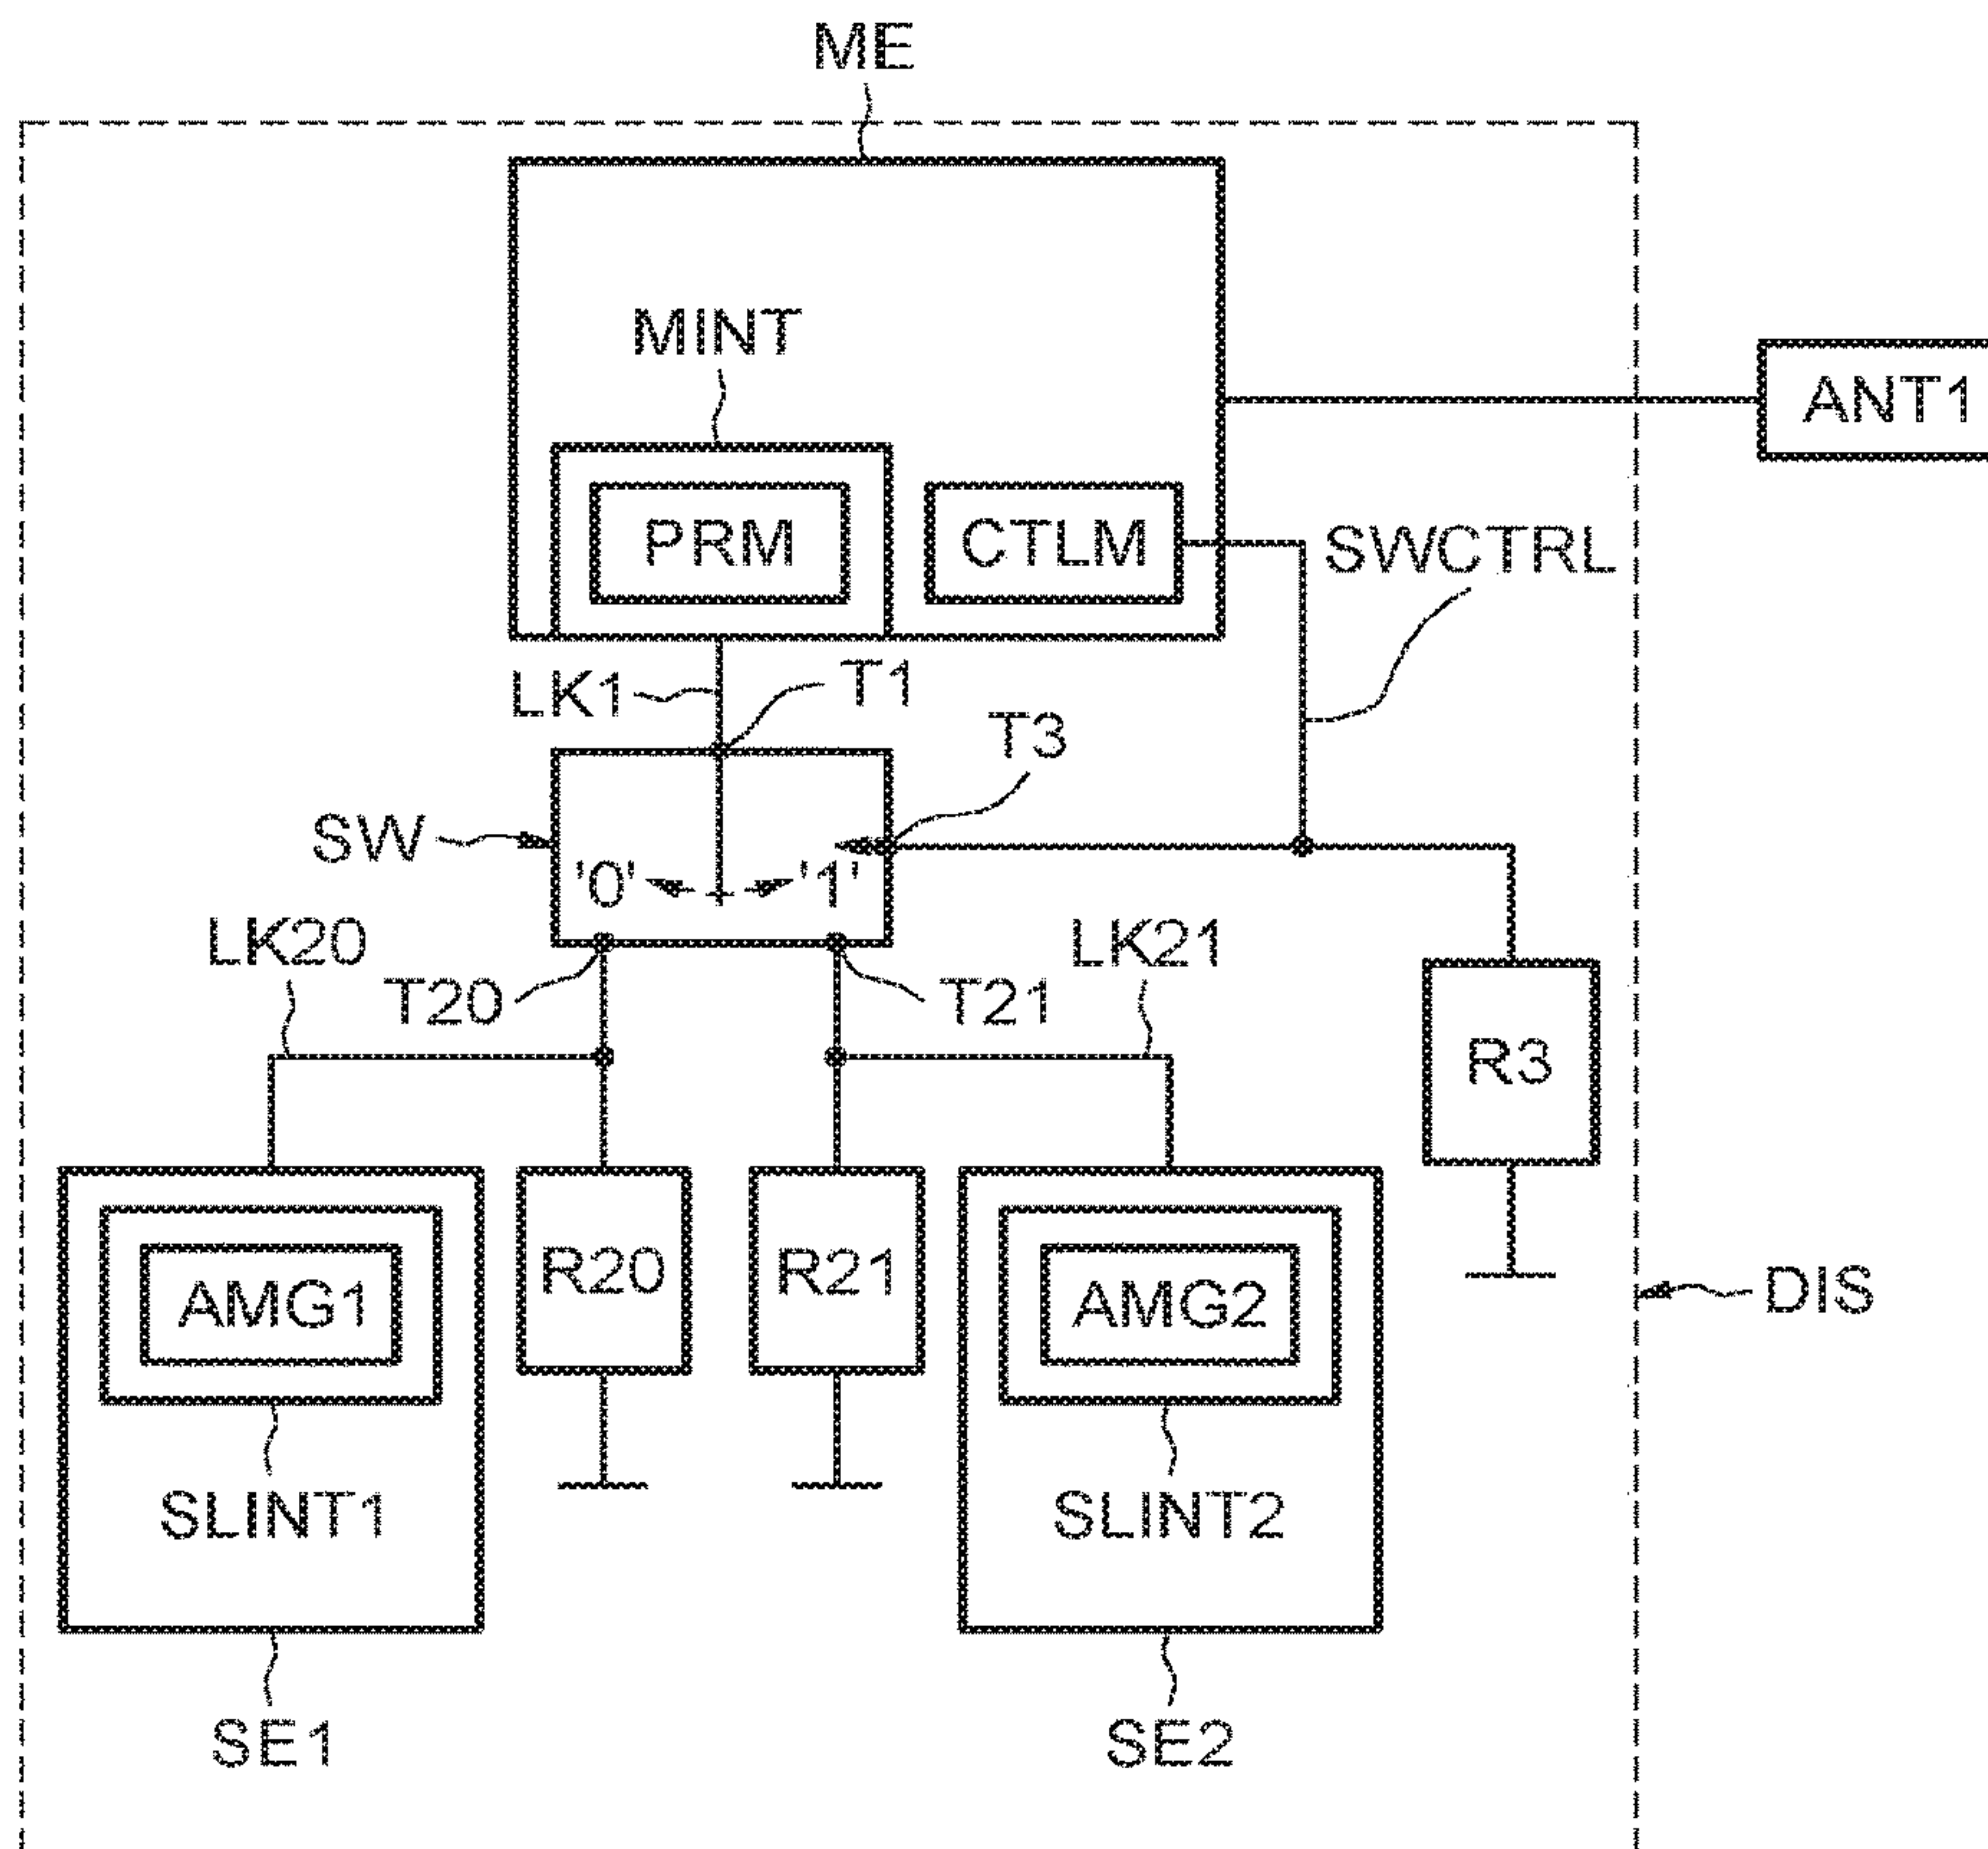 ME
MINT
ANT1
PRM
CTLM
SWCTRL
LK1
T1
T3
SW
'0'
'1'
LK20
LK21
T20
T21
R3
AMG1
R20
R21
AMG2
DIS
SLINT1
SLINT2
SE1
SE2